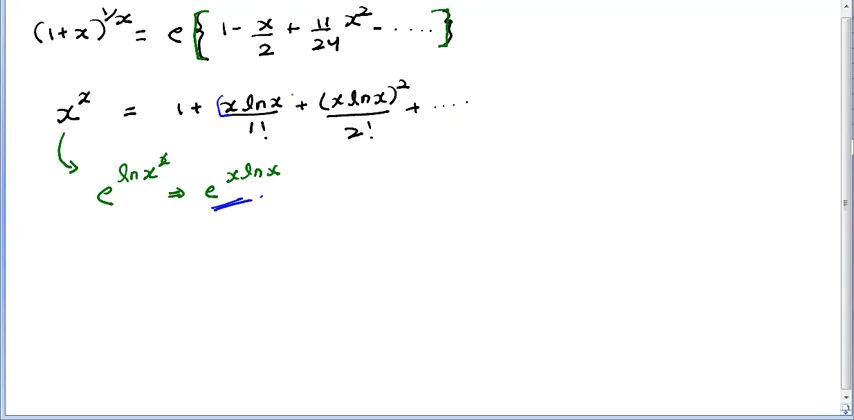 (1+x)^{1/x} = e { 1 - x/2 + 11/24 x^2 - ..... }
x^x = 1 + (x ln x/1! + (x ln x)^2/2! + ....
e^{ln x^x} ⇒ e^{x ln x}